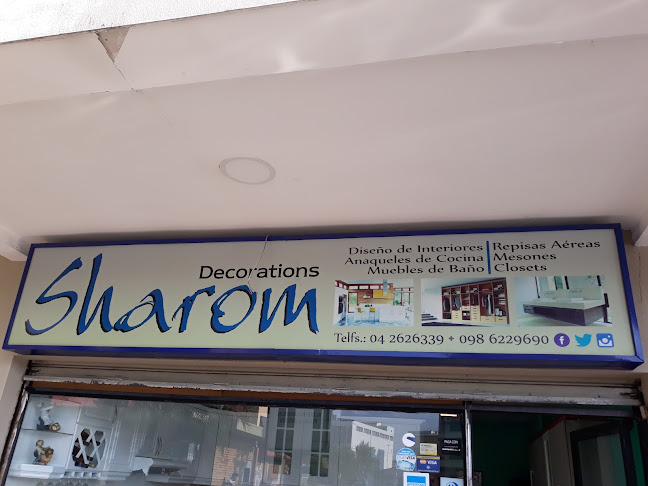 Decorations
Sharom
Diseño de Interiores
Anaqueles de Cocina
Muebles de Baño
Repisas Aéreas
Mesones
Closets
Telfs.: 04 2626339 + 098 6229690
VISA